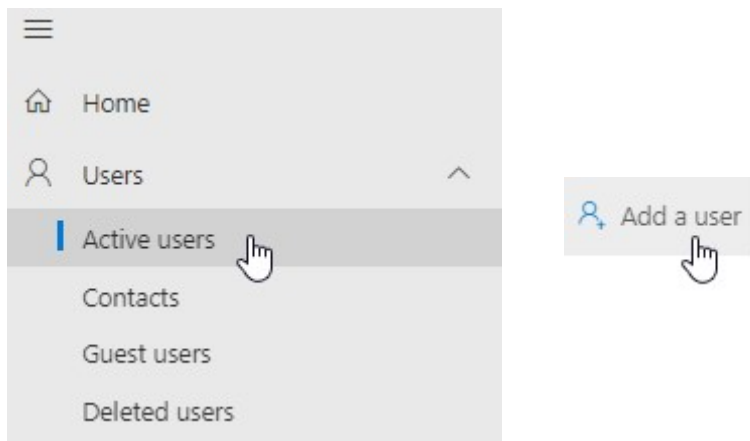 Home
Users
Active users
Contacts
Guest users
Deleted users
Add a user